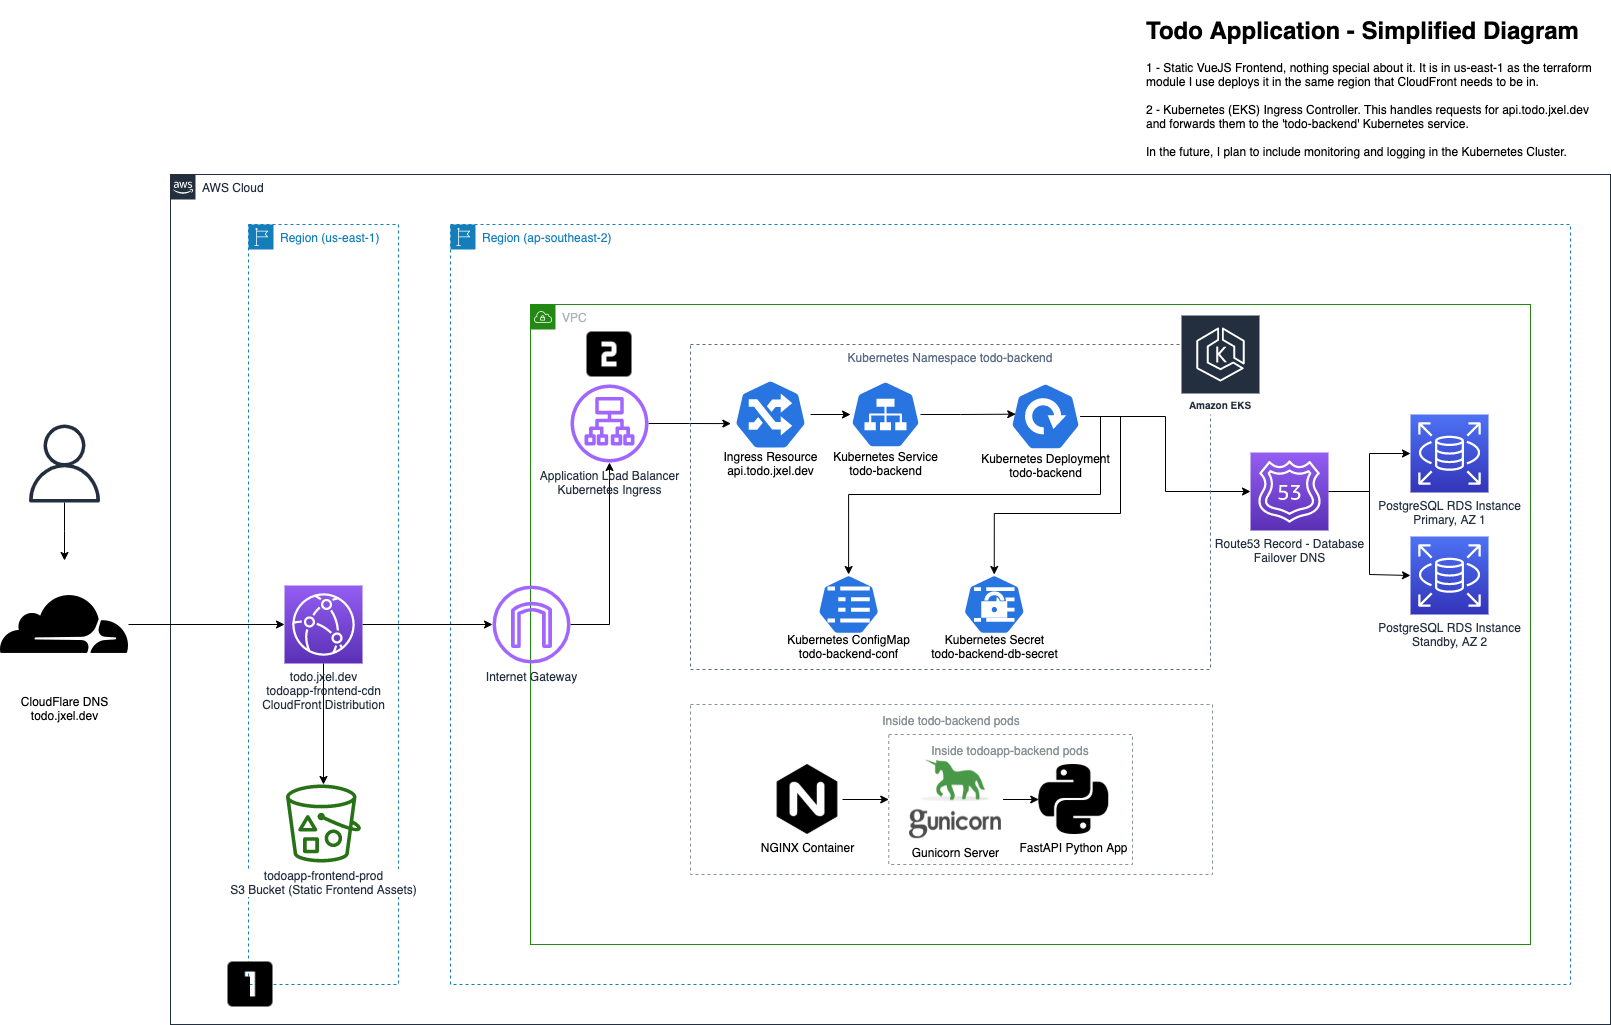 Todo Application - Simplified Diagram
1 - Static VueJS Frontend, nothing special about it. It is in us-east-1 as the terraform
module I use deploys it in the same region that CloudFront needs to be in.
2 - Kubernetes (EKS) Ingress Controller. This handles requests for api.todo.jxel.dev
and forwards them to the 'todo-backend' Kubernetes service.
In the future, I plan to include monitoring and logging in the Kubernetes Cluster.
aws
AWS Cloud
Region (us-east-1)
Region (ap-southeast-2)
VPC
2
Kubernetes Namespace todo-backend
K
Amazon EKS
Application Load Balancer
Kubernetes Ingress
Ingress Resource
api.todo.jxel.dev
Kubernetes Service
todo-backend
Kubernetes Deployment
todo-backend
53
Route53 Record - Database
Failover DNS
PostgreSQL RDS Instance
Primary, AZ 1
PostgreSQL RDS Instance
Standby, AZ 2
Kubernetes ConfigMap
todo-backend-conf
Kubernetes Secret
todo-backend-db-secret
CloudFlare DNS
todo.jxel.dev
todo.jxel.dev
todoapp-frontend-cdn
CloudFront Distribution
Internet Gateway
Inside todo-backend pods
Inside todoapp-backend pods
N
NGINX Container
gunicorn
Gunicorn Server
FastAPI Python App
todoapp-frontend-prod
S3 Bucket (Static Frontend Assets)
1